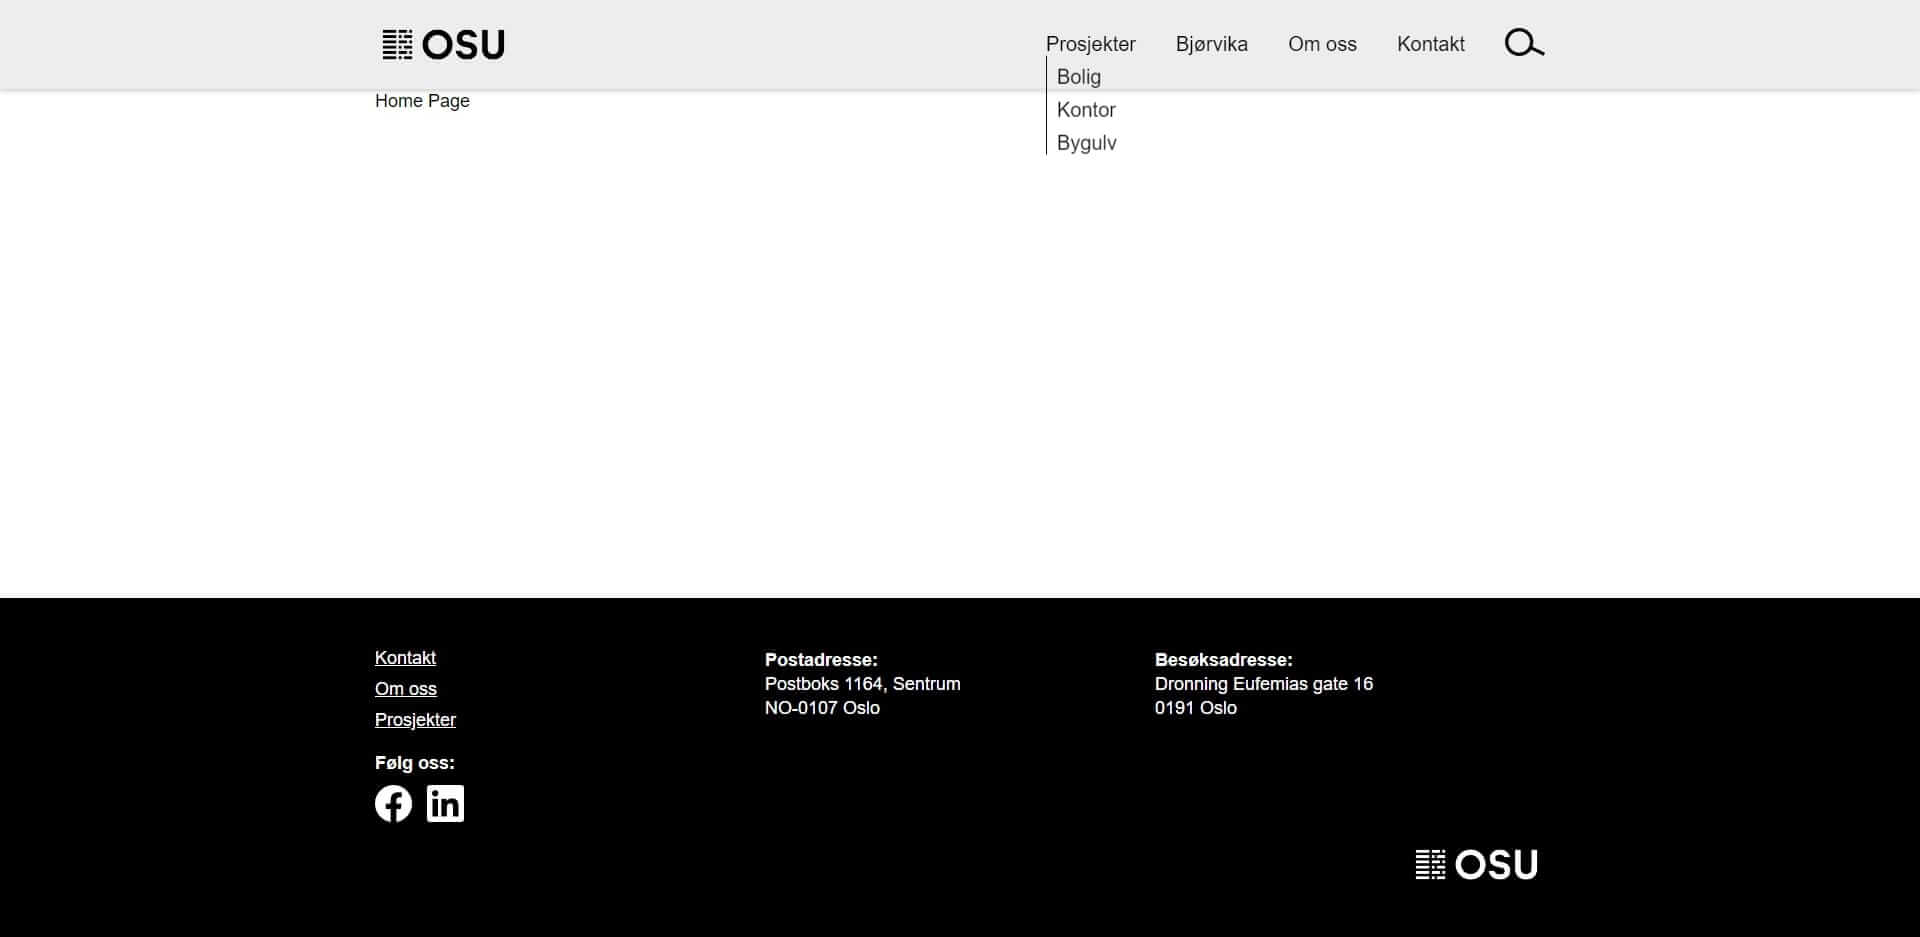 OSU
Prosjekter
Bjørvika
Om oss
Kontakt
Bolig
Kontor
Bygulv
Home Page
Kontakt
Om oss
Prosjekter
Følg oss:
in
Postadresse:
Postboks 1164, Sentrum
NO-0107 Oslo
Besøksadresse:
Dronning Eufemias gate 16
0191 Oslo
OSU